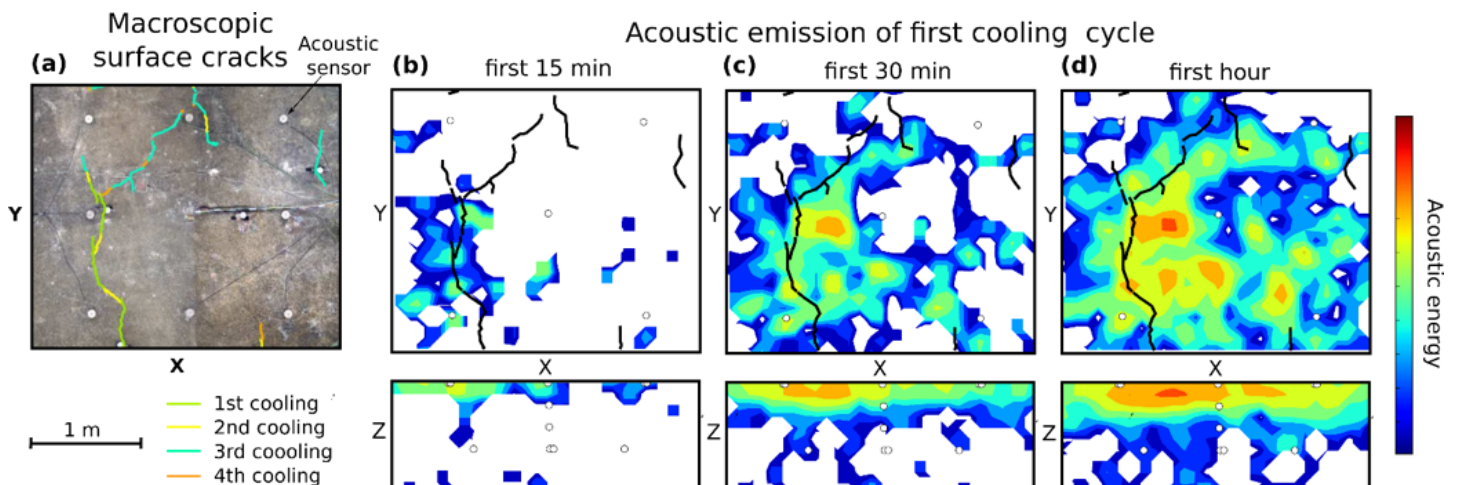 Macroscopic
surface cracks
Acoustic
sensor
(a)
Y
X
1 m
1st cooling
2nd cooling
3rd coooling
4th cooling
Acoustic emission of first cooling cycle
(b)
first 15 min
Y
X
Z
(c)
first 30 min
Y
X
Z
(d)
first hour
Y
X
Z
Acoustic energy